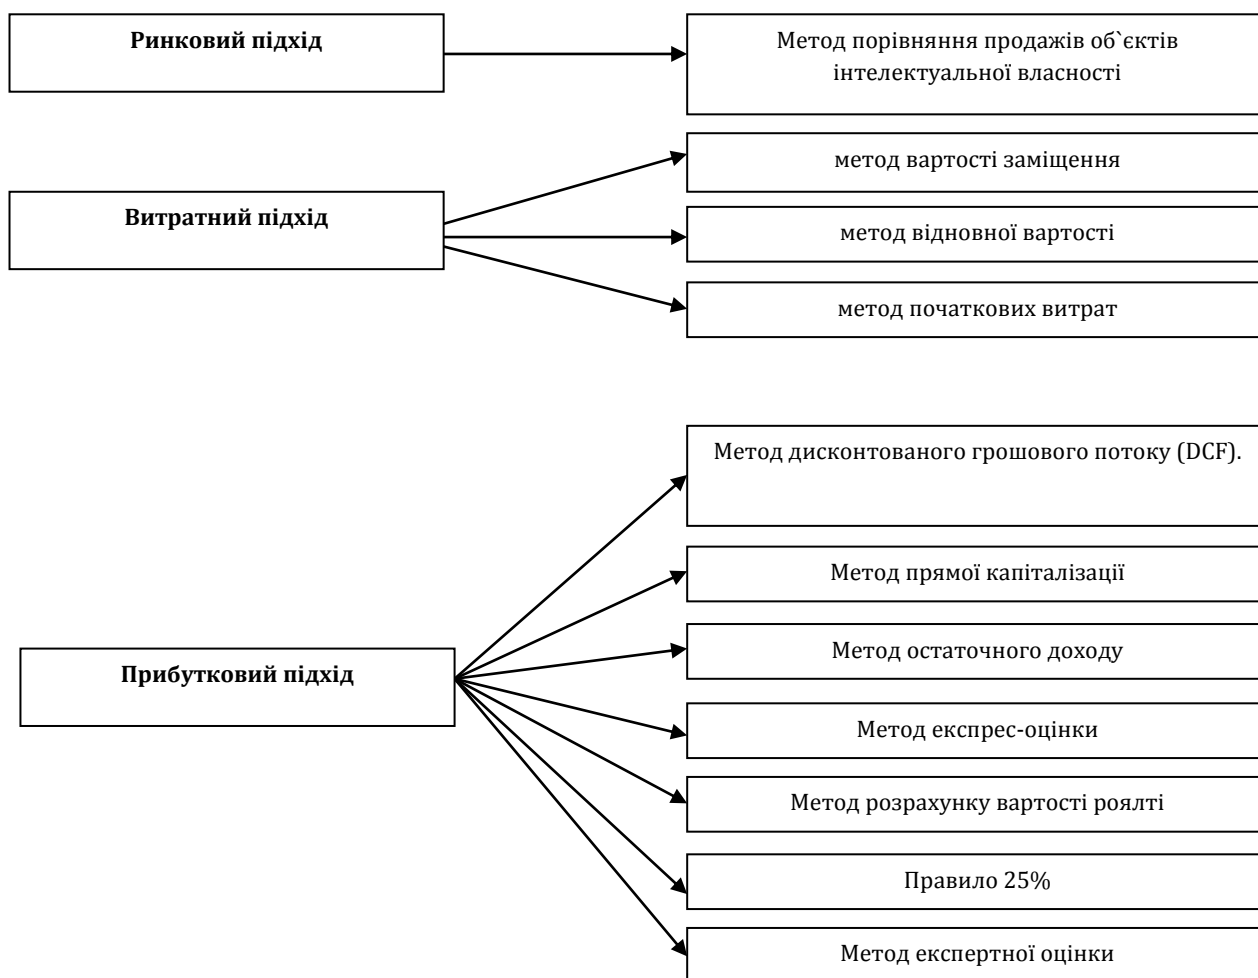 Ринковий підхід
Метод порівняння продажів об`єктів
інтелектуальної власності
метод вартості заміщення
Витратний підхід
метод відновної вартості
метод початкових витрат
Метод дисконтованого грошового потоку (DCF).
Метод прямої капіталізації
Метод остаточного доходу
Прибутковий підхід
Метод експрес-оцінки
Метод розрахунку вартості роялті
Правило 25%
Метод експертної оцінки